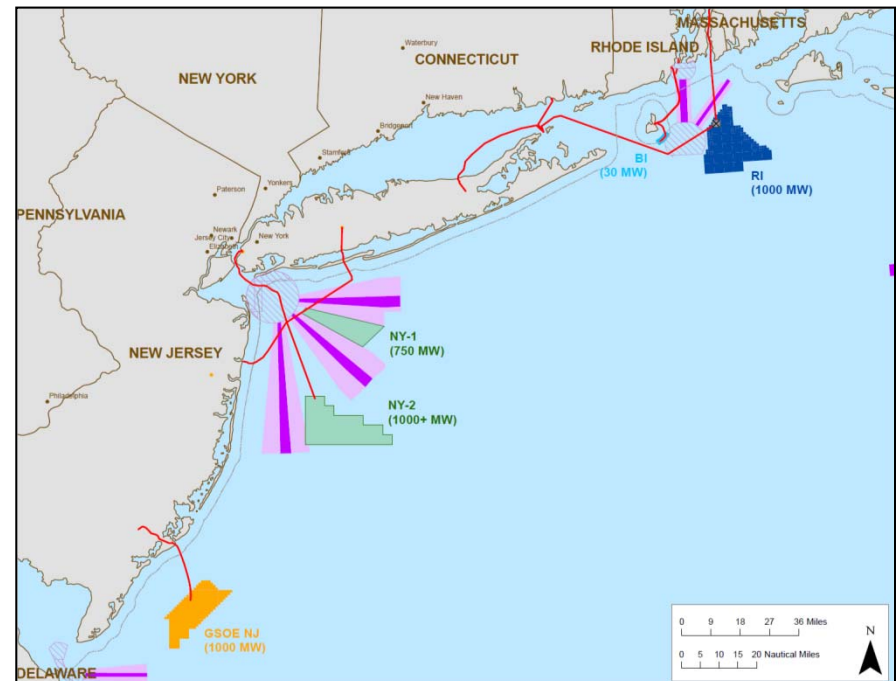 MASSACHUSETTS
RHODE ISLAND
Waterbury
CONNECTICUT
NEW YORK
New Haven
Bridgeport
Stamford
BI
(30 MW)
RI
(1000 MW)
Paterson
Yonkers
PENNSYLVANIA
Newark
Jersey City
New York
Elizabeth
NY-1
(750 MW)
NEW JERSEY
Philadelphia
NY-2
(1000+ MW)
GSOE NJ
(1000 MW)
DELAWARE
0 9 18 27 36 Miles
0 5 10 15 20 Nautical Miles
N